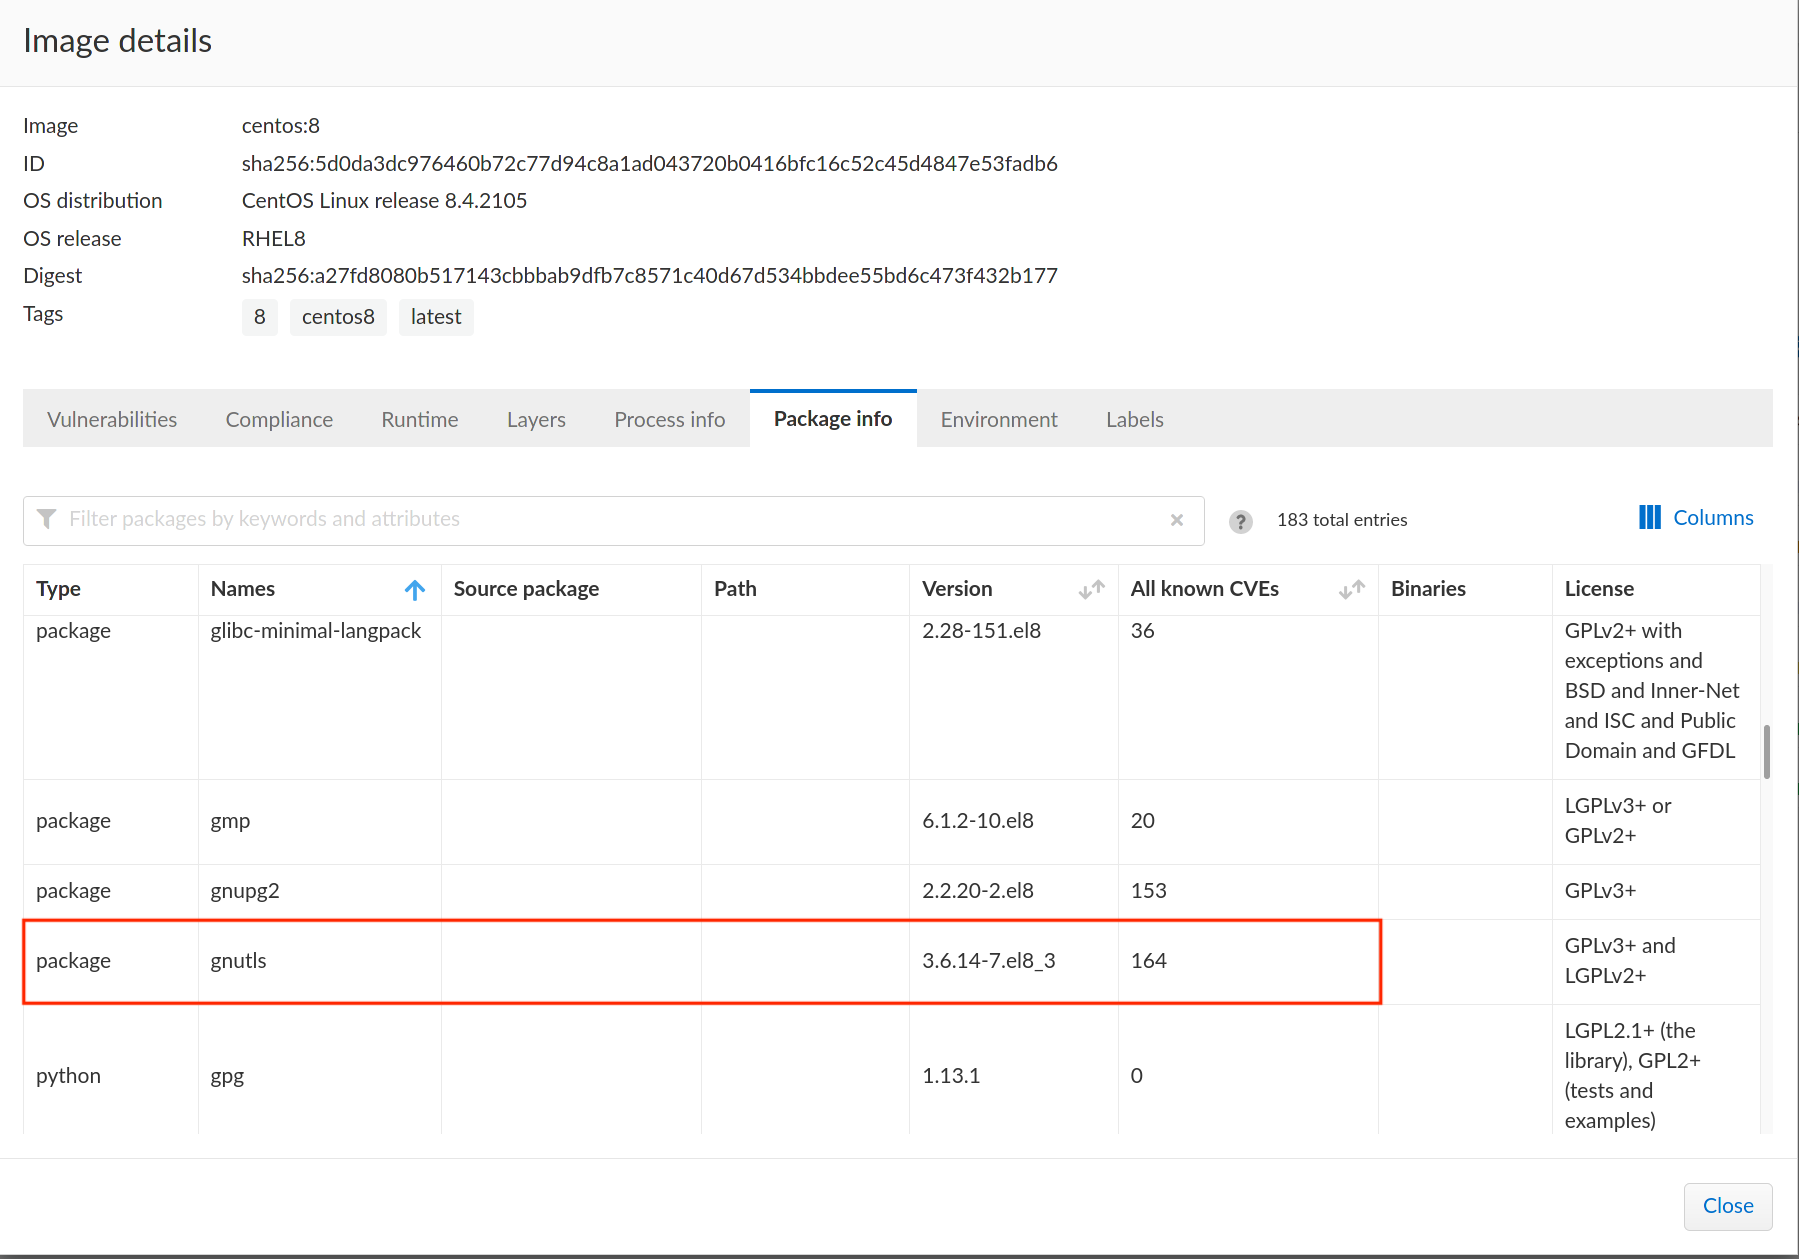 Image details
Image centos:8
ID sha256:5d0da3dc976460b72c77d94c8a1ad043720b0416bfc16c52c45d4847e53fadb6
OS distribution CentOS Linux release 8.4.2105
OS release RHEL8
Digest sha256:a27fd8080b517143cbbbab9dfb7c8571c40d67d534bbdee55bd6c473f432b177
Tags 8 centos8 latest
Vulnerabilities Compliance Runtime Layers Process info Package info Environment Labels
Filter packages by keywords and attributes × ? 183 total entries Columns
Type Names Source package Path Version All known CVEs Binaries License
package glibc-minimal-langpack 2.28-151.el8 36 GPLv2+ with
exceptions and
BSD and Inner-Net
and ISC and Public
Domain and GFDL
package gmp 6.1.2-10.el8 20 LGPLv3+ or
GPLv2+
package gnupg2 2.2.20-2.el8 153 GPLv3+
package gnutls 3.6.14-7.el8_3 164 GPLv3+ and
LGPLv2+
python gpg 1.13.1 0 LGPL2.1+ (the
library), GPL2+
(tests and
examples)
Close